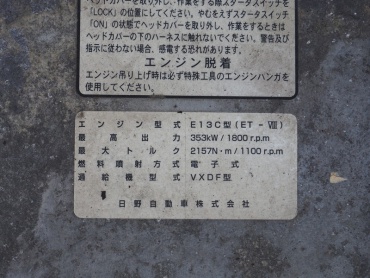 ヘッドカバーを取り外し、作業をする際スタータスイッチを
「LOCK」の位置にしてください。やむをえずスタータスイッチ
「ON」の状態でヘッドカバーを取り外し、作業をするときは
ヘッドカバーの下のハーネスに触れないでください。警告及び
指示に従わない場合、感電する恐れがあります。
エンジン脱着
エンジン吊り上げ時は必ず特殊工具のエンジンハンガを
使用してください。
エンジン型式 E13C型(ET-Ⅷ)
最高出力 353kW/1800r.p.m
最大トルク 2157N・m/1100r.p.m
燃料噴射方式 電子式
過給機型式 VXDF型
日野自動車株式会社